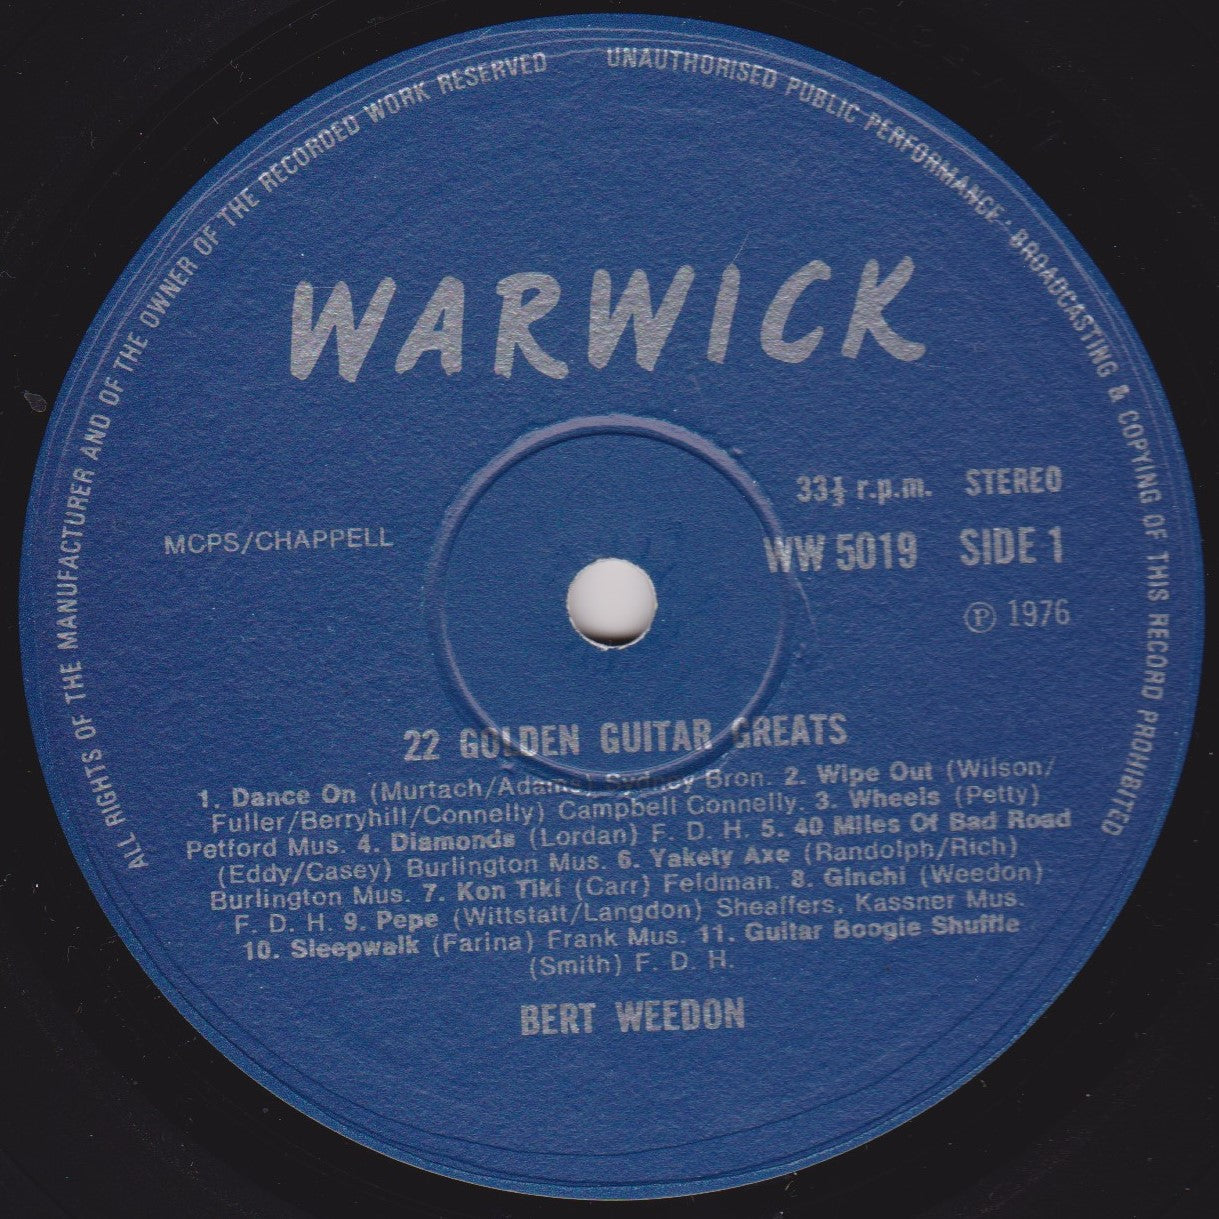 ALL RIGHTS OF THE MANUFACTURER AND OF THE OWNER OF THE RECORDED WORK RESERVED
UNAUTHORISED PUBLIC PERFORMANCE · BROADCASTING & COPYING OF THIS RECORD PROHIBITED
WARWICK
33⅓ r.p.m. STEREO
MCPS/CHAPPELL
WW 5019 SIDE 1
Ⓟ 1976
22 GOLDEN GUITAR GREATS
1. Dance On (Murtach/Adams) Sydney Bron. 2. Wipe Out (Wilson/
Fuller/Berryhill/Connelly) Campbell Connelly. 3. Wheels (Petty)
Petford Mus. 4. Diamonds (Lordan) F. D. H. 5. 40 Miles Of Bad Road
(Eddy/Casey) Burlington Mus. 6. Yakety Axe (Randolph/Rich)
Burlington Mus. 7. Kon Tiki (Carr) Feldman. 8. Ginchi (Weedon)
F. D. H. 9. Pepe (Wittstatt/Langdon) Sheaffers, Kassner Mus.
10. Sleepwalk (Farina) Frank Mus. 11. Guitar Boogie Shuffle
(Smith) F. D. H.
BERT WEEDON